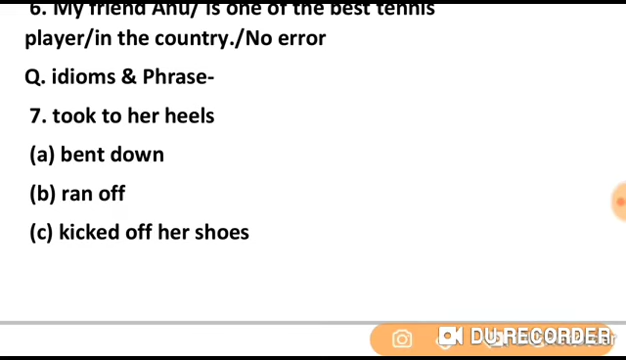 6. My friend Anu/ is one of the best tennis
player/in the country./No error
Q. idioms & Phrase-
7. took to her heels
(a) bent down
(b) ran off
(c) kicked off her shoes
DU RECORDER